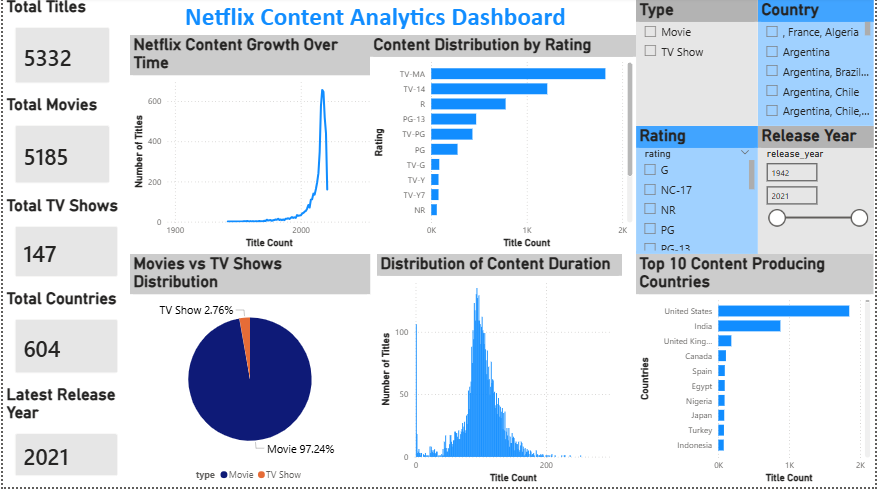 Netflix Content Analytics Dashboard
Total Titles
5332
Total Movies
5185
Total TV Shows
147
Total Countries
604
Latest Release
Year
2021
Netflix Content Growth Over
Time
Number of Titles
600
400
200
0
1900
2000
Title Count
Content Distribution by Rating
Rating
TV-MA
TV-14
R
PG-13
TV-PG
PG
TV-G
TV-Y
TV-Y7
NR
0K
1K
2K
Title Count
Type
Movie
TV Show
Country
, France, Algeria
Argentina
Argentina, Brazil...
Argentina, Chile
Argentina, Chile,...
Rating
rating
G
NC-17
NR
PG
PG-13
Release Year
release_year
1942
2021
Movies vs TV Shows
Distribution
TV Show 2.76%
Movie 97.24%
type
Movie
TV Show
Distribution of Content Duration
Number of Titles
100
50
0
0
200
Title Count
Top 10 Content Producing
Countries
Countries
United States
India
United King...
Canada
Spain
Egypt
Nigeria
Japan
Turkey
Indonesia
0K
1K
2K
Title Count